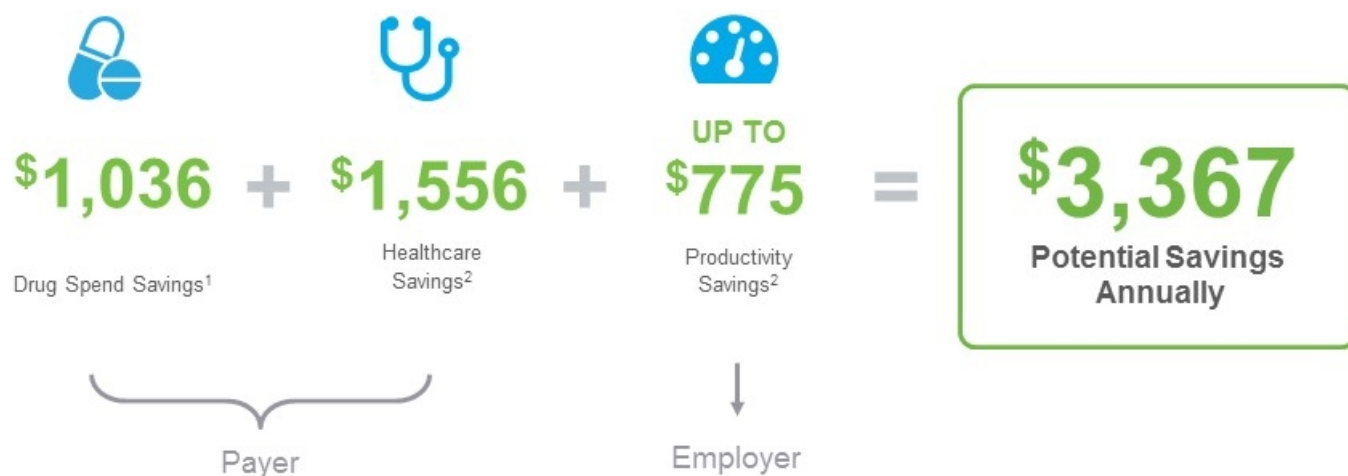 UP TO
$1,036 + $1,556 + $775 = $3,367
Drug Spend Savings1
Healthcare
Savings2
Productivity
Savings2
Potential Savings
Annually
Payer
Employer